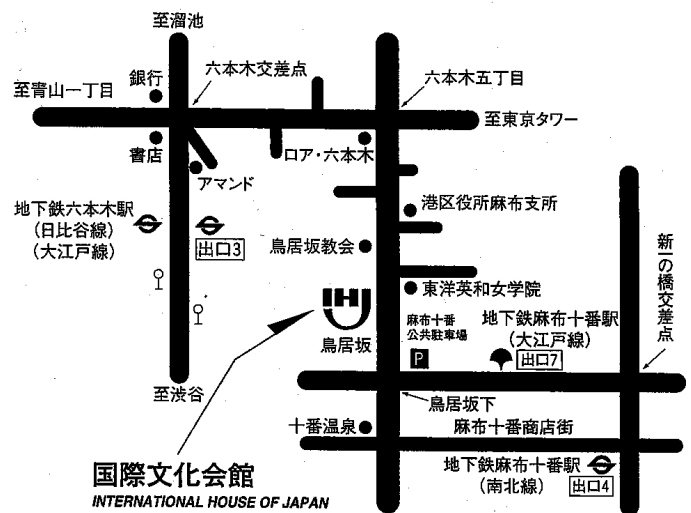 至溜池
銀行
六本木交差点
六本木五丁目
至青山一丁目
至東京タワー
書店
ロア・六本木
アマンド
港区役所麻布支所
地下鉄六本木駅
(日比谷線)
(大江戸線)
出口3
鳥居坂教会
東洋英和女学院
新一の橋交差点
IHJ
鳥居坂
麻布十番
公共駐車場
P
地下鉄麻布十番駅
(大江戸線)
出口7
至渋谷
鳥居坂下
十番温泉
麻布十番商店街
地下鉄麻布十番駅
(南北線)
出口4
国際文化会館
INTERNATIONAL HOUSE OF JAPAN